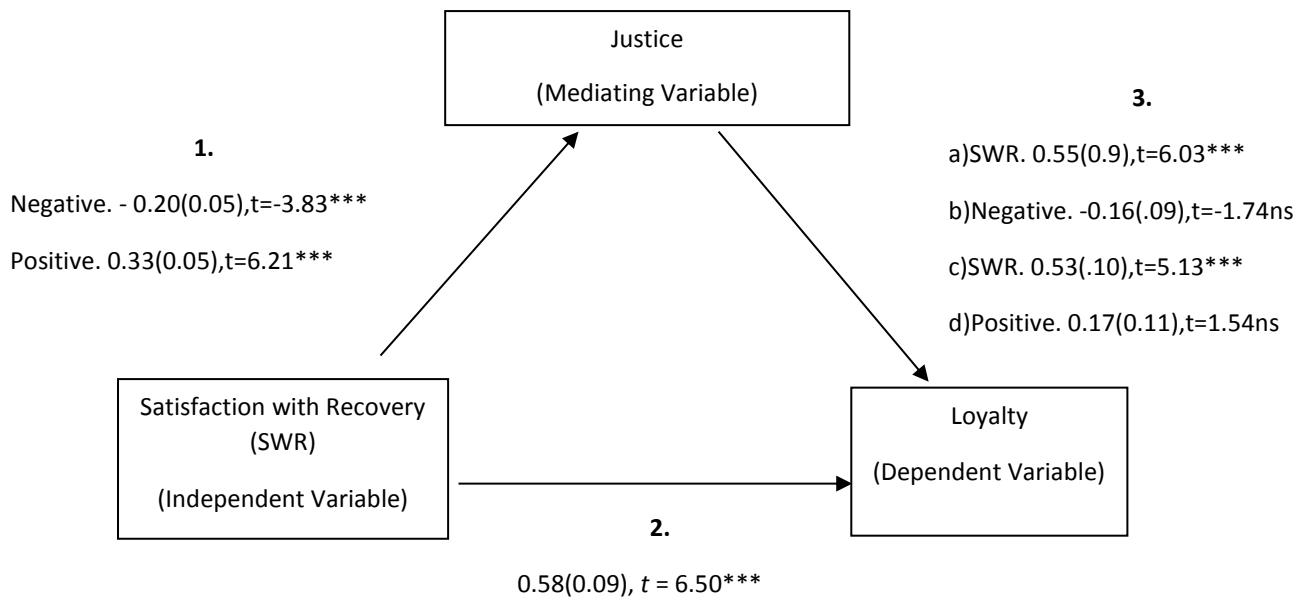 Justice
(Mediating Variable)
3.
1.
a)SWR. 0.55(0.9),t=6.03***
Negative. - 0.20(0.05),t=-3.83***
b)Negative. -0.16(.09),t=-1.74ns
Positive. 0.33(0.05),t=6.21***
c)SWR. 0.53(.10),t=5.13***
d)Positive. 0.17(0.11),t=1.54ns
Satisfaction with Recovery
(SWR)
(Independent Variable)
Loyalty
(Dependent Variable)
2.
0.58(0.09), t = 6.50***